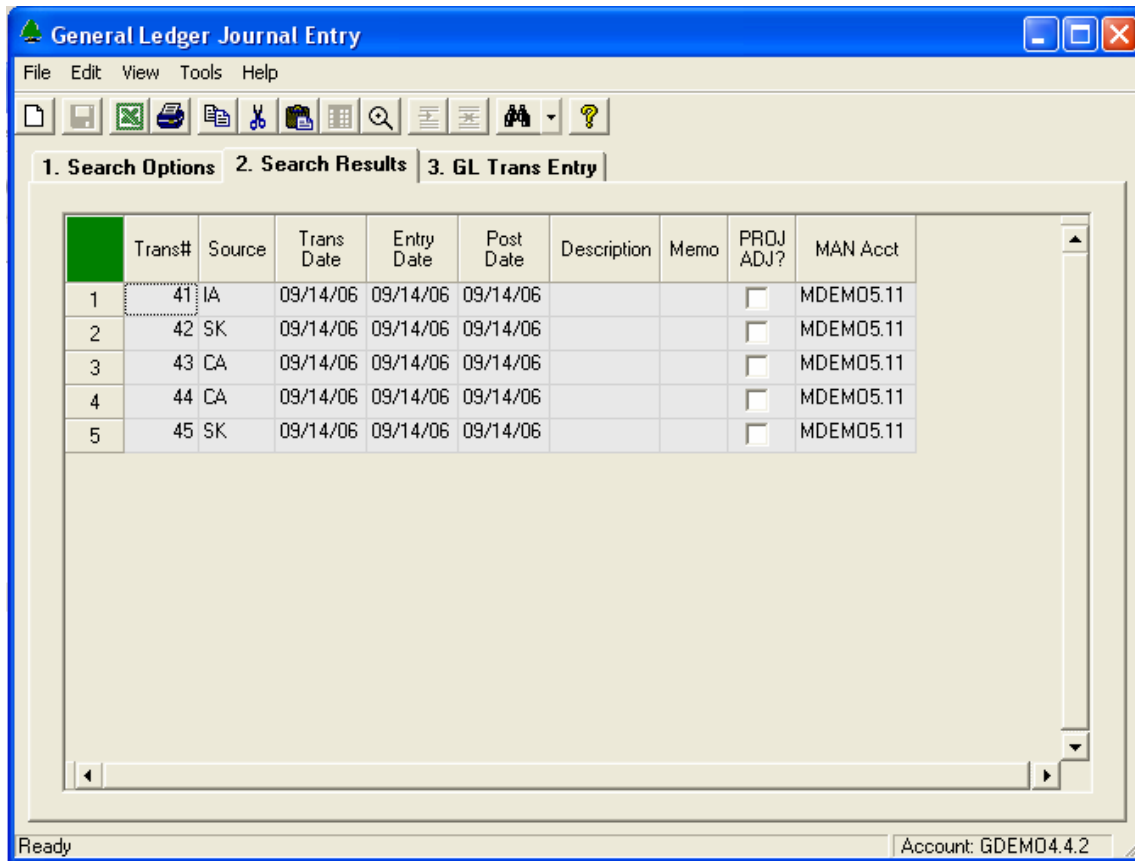 General Ledger Journal Entry
File Edit View Tools Help
1. Search Options 2. Search Results 3. GL Trans Entry
Trans# Source Trans Date Entry Date Post Date Description Memo PROJ ADJ? MAN Acct
1 41 IA 09/14/06 09/14/06 09/14/06 MDEMO5.11
2 42 SK 09/14/06 09/14/06 09/14/06 MDEMO5.11
3 43 CA 09/14/06 09/14/06 09/14/06 MDEMO5.11
4 44 CA 09/14/06 09/14/06 09/14/06 MDEMO5.11
5 45 SK 09/14/06 09/14/06 09/14/06 MDEMO5.11
Ready Account: GDEMO4.4.2